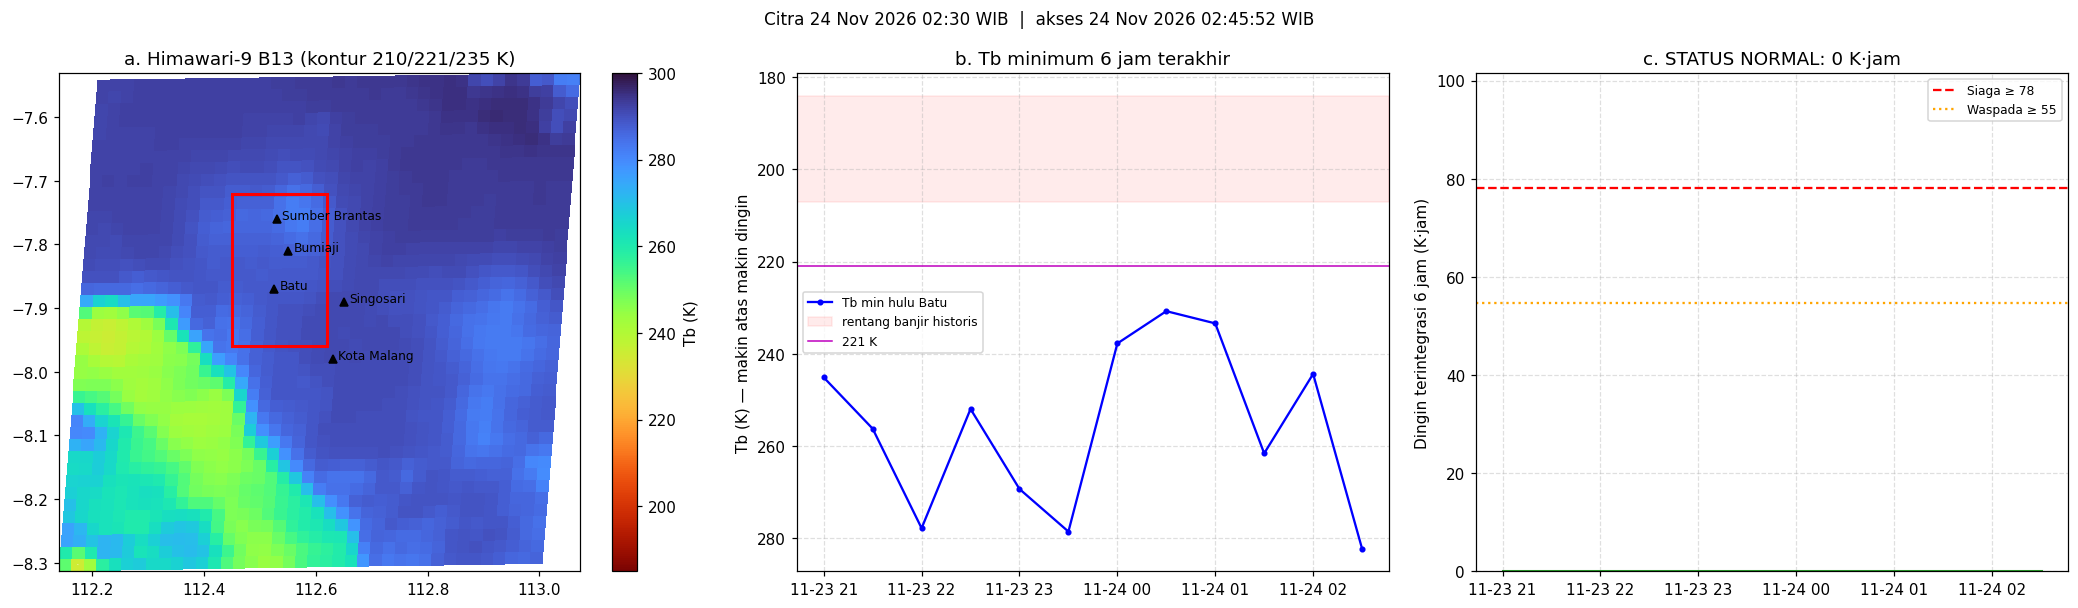 Citra 24 Nov 2026 02:30 WIB | akses 24 Nov 2026 02:45:52 WIB
a. Himawari-9 B13 (kontur 210/221/235 K)
−7.6
−7.7
−7.8
−7.9
−8.0
−8.1
−8.2
−8.3
112.2
112.4
112.6
112.8
113.0
Sumber Brantas
Bumiaji
Batu
Singosari
Kota Malang
300
280
260
240
220
200
Tb (K)
b. Tb minimum 6 jam terakhir
Tb (K) — makin atas makin dingin
180
200
220
240
260
280
Tb min hulu Batu
rentang banjir historis
221 K
11-23 21
11-23 22
11-23 23
11-24 00
11-24 01
11-24 02
c. STATUS NORMAL: 0 K·jam
Dingin terintegrasi 6 jam (K·jam)
100
80
60
40
20
0
Siaga ≥ 78
Waspada ≥ 55
11-23 21
11-23 22
11-23 23
11-24 00
11-24 01
11-24 02